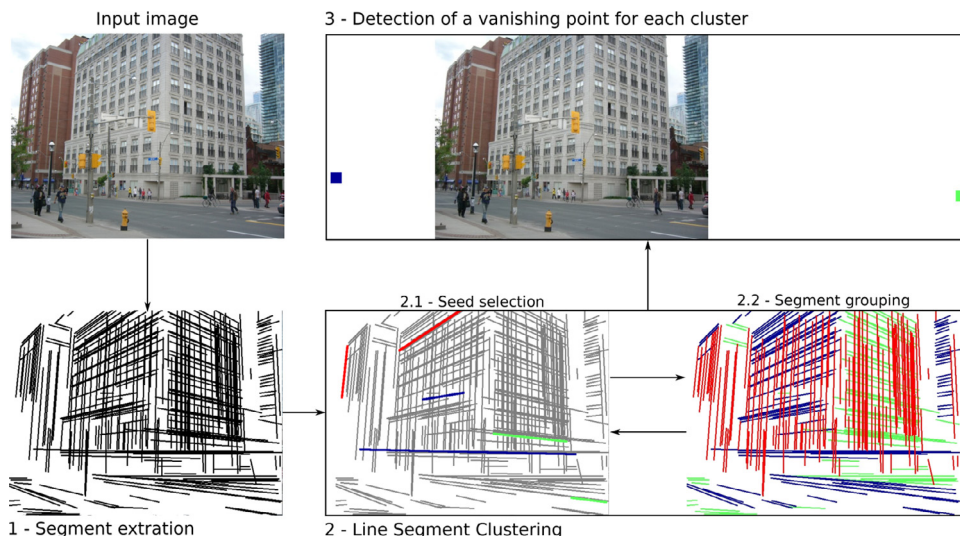 Input image
3 - Detection of a vanishing point for each cluster
2.1 - Seed selection
2.2 - Segment grouping
1 - Segment extration
2 - Line Segment Clustering